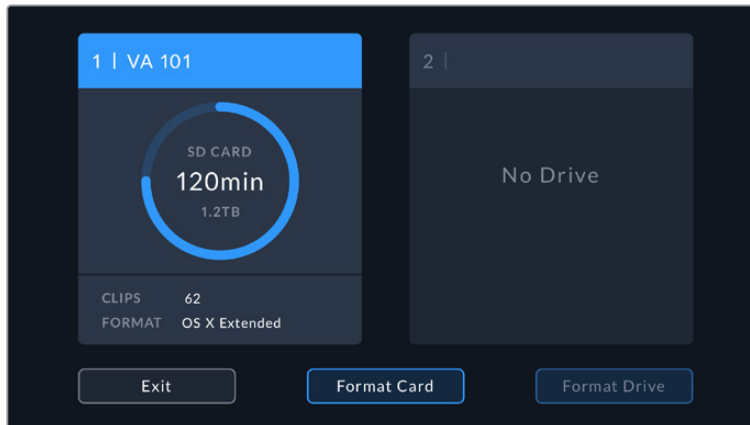 1 | VA 101
SD CARD
120min
1.2TB
CLIPS 62
FORMAT OS X Extended
2 |
No Drive
Exit
Format Card
Format Drive